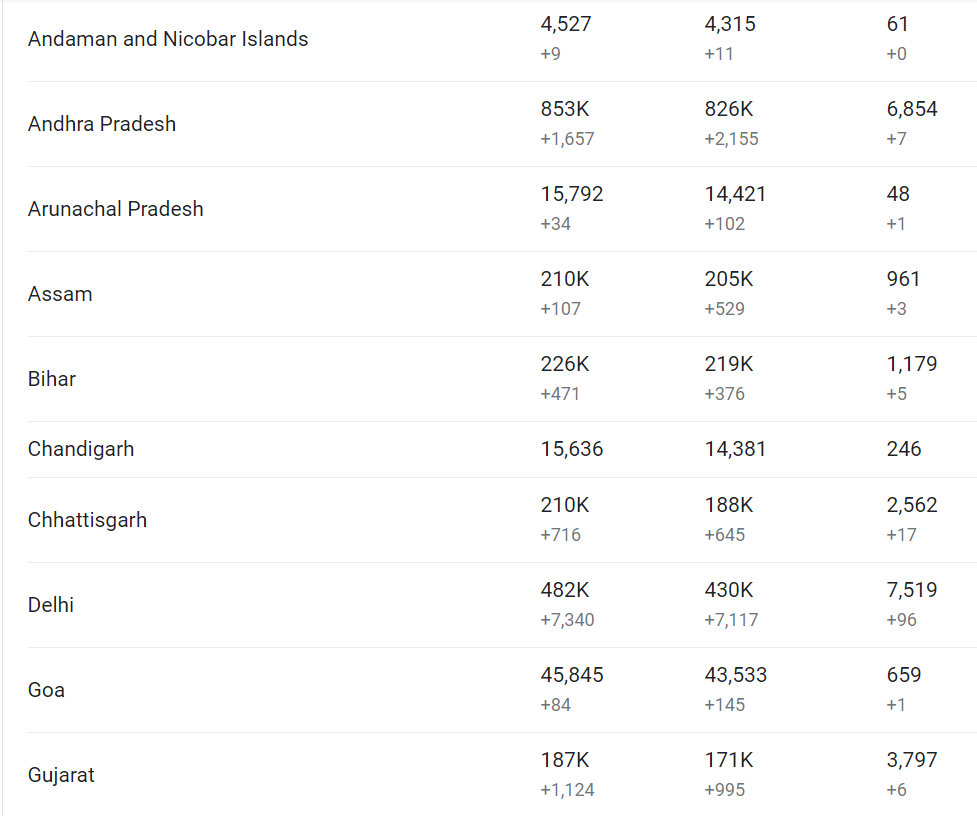 Andaman and Nicobar Islands 4,527 4,315 61
+9 +11 +0
Andhra Pradesh 853K 826K 6,854
+1,657 +2,155 +7
Arunachal Pradesh 15,792 14,421 48
+34 +102 +1
Assam 210K 205K 961
+107 +529 +3
Bihar 226K 219K 1,179
+471 +376 +5
Chandigarh 15,636 14,381 246
Chhattisgarh 210K 188K 2,562
+716 +645 +17
Delhi 482K 430K 7,519
+7,340 +7,117 +96
Goa 45,845 43,533 659
+84 +145 +1
Gujarat 187K 171K 3,797
+1,124 +995 +6